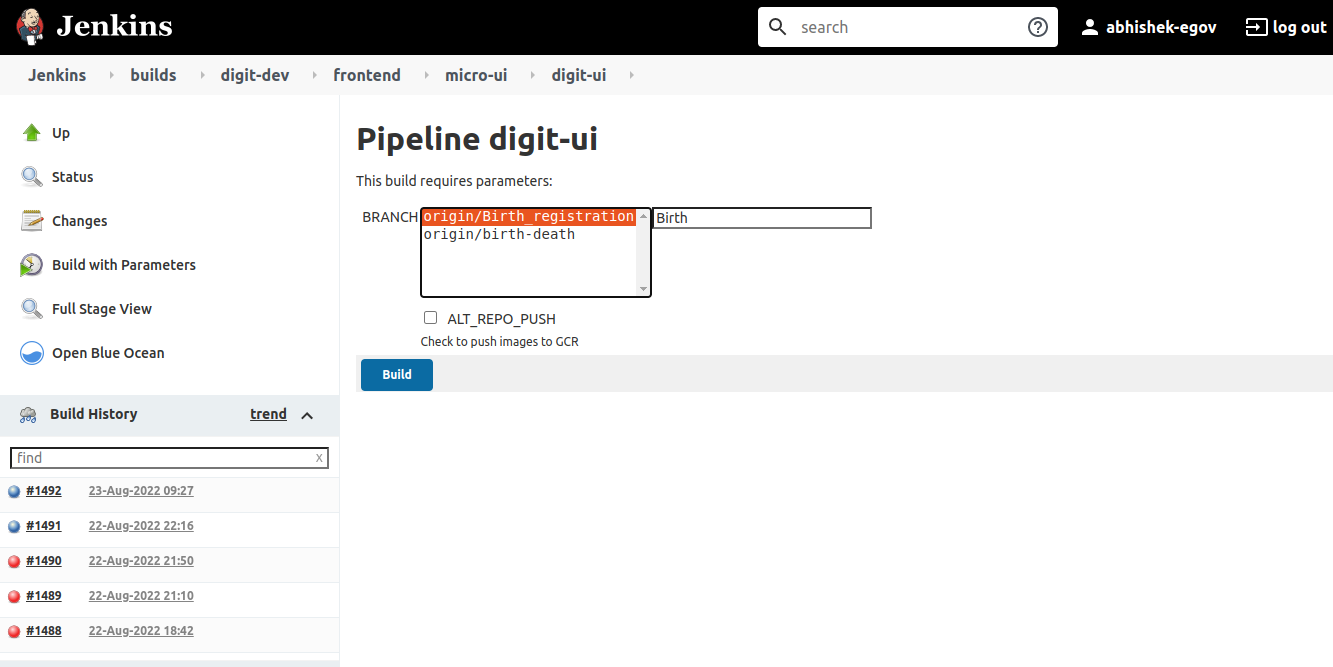 Jenkins
search
abhishek-egov
log out
Jenkins builds digit-dev frontend micro-ui digit-ui
Up
Status
Changes
Build with Parameters
Full Stage View
Open Blue Ocean
Build History trend
find x
#1492 23-Aug-2022 09:27
#1491 22-Aug-2022 22:16
#1490 22-Aug-2022 21:50
#1489 22-Aug-2022 21:10
#1488 22-Aug-2022 18:42
Pipeline digit-ui
This build requires parameters:
BRANCH origin/Birth_registration Birth
origin/birth-death
ALT_REPO_PUSH
Check to push images to GCR
Build